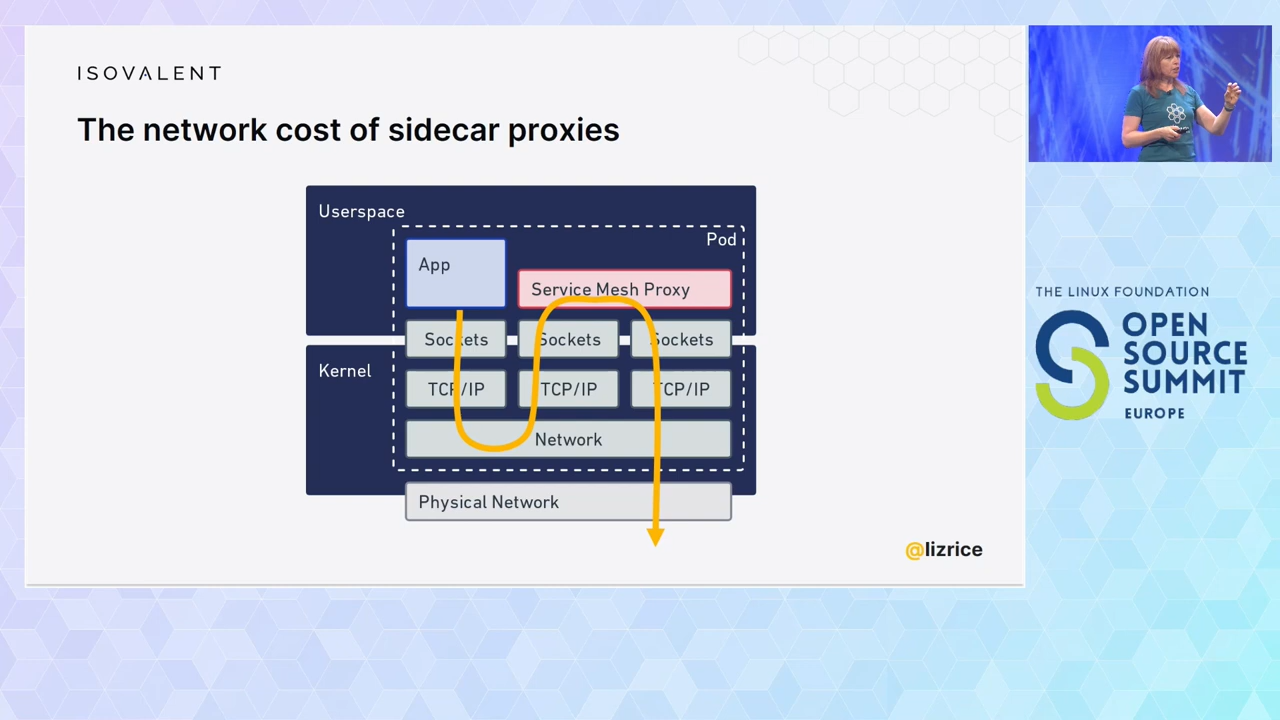 ISOVALENT
The network cost of sidecar proxies
Userspace
Pod
App
Service Mesh Proxy
Sockets
Sockets
Sockets
Kernel
TCP/IP
TCP/IP
TCP/IP
Network
Physical Network
@lizrice
THE LINUX FOUNDATION
OPEN
SOURCE
SUMMIT
EUROPE